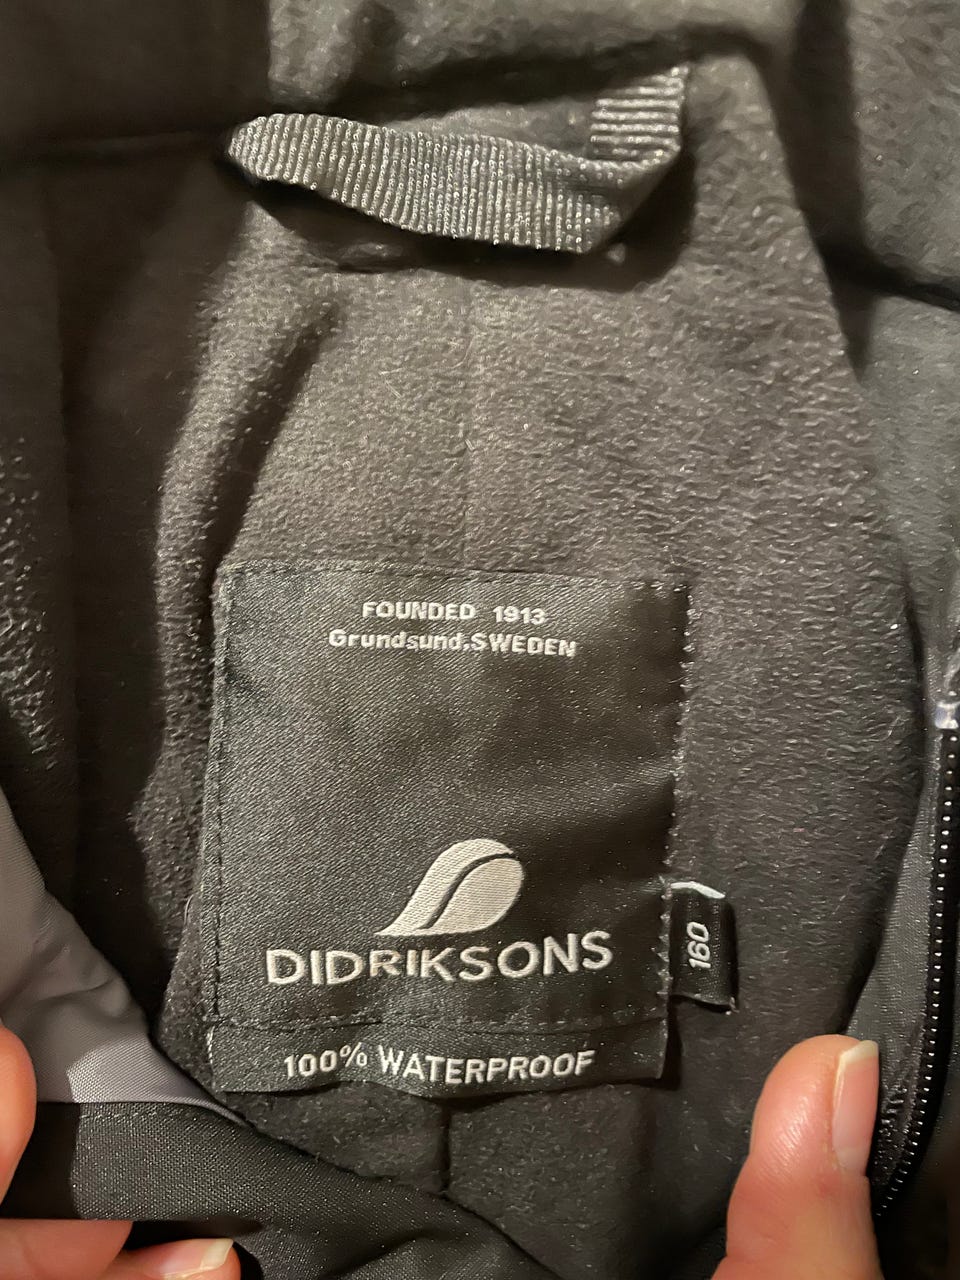 FOUNDED 1913
Grundsund,SWEDEN
DIDRIKSONS
160
100% WATERPROOF